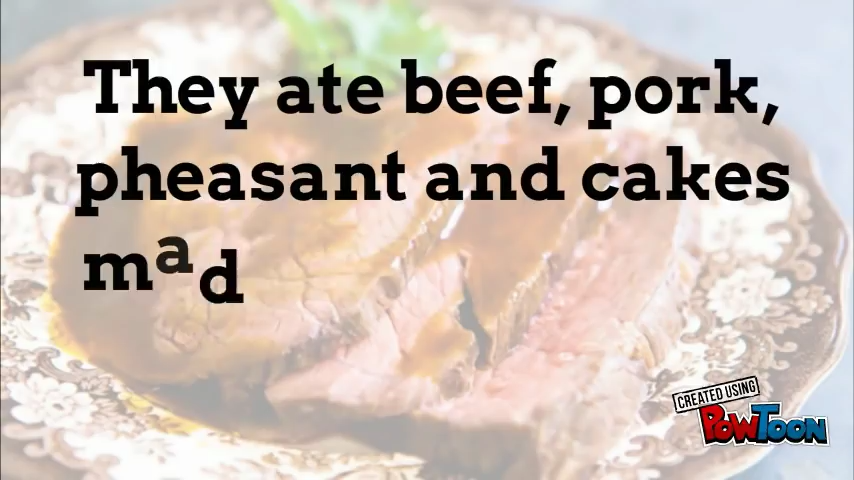 They ate beef, pork,
pheasant and cakes
mad
CREATED USING
POWTOON